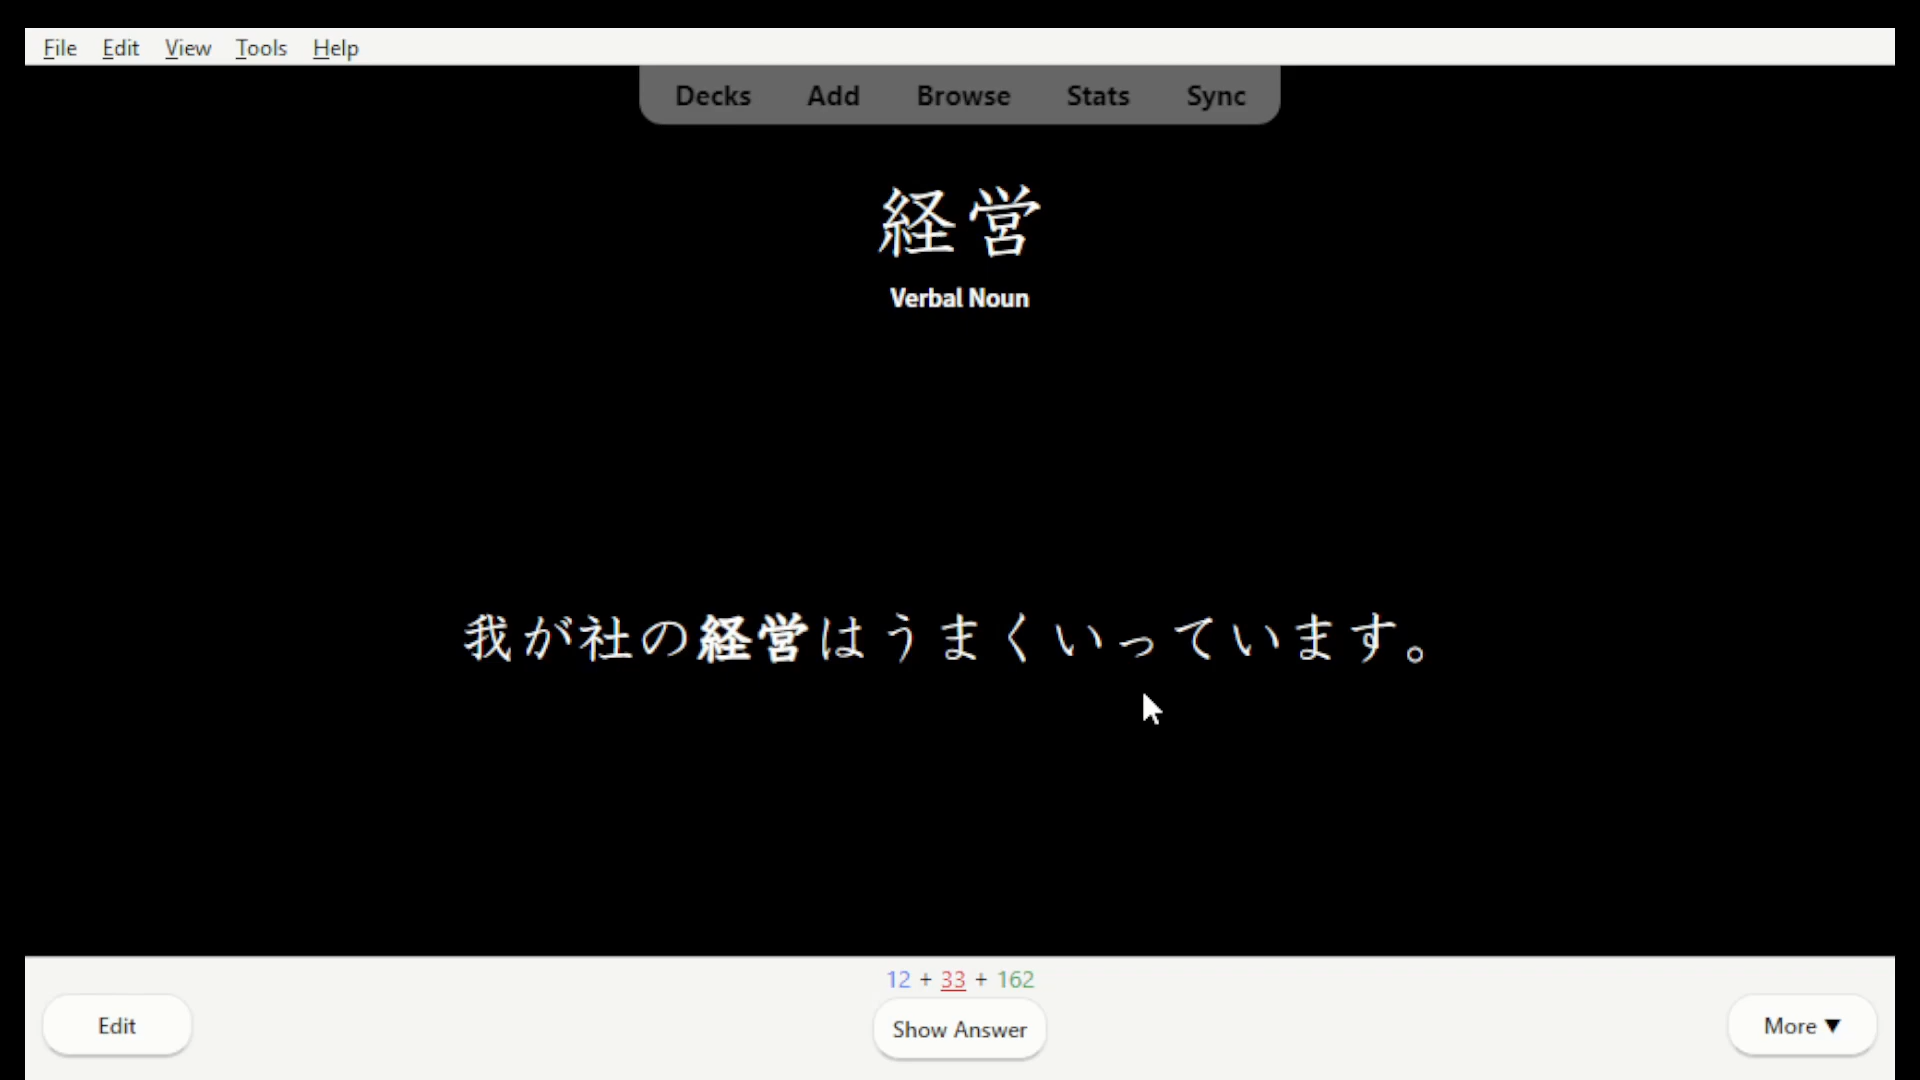 File Edit View Tools Help
Decks Add Browse Stats Sync
経営
Verbal Noun
我が社の経営はうまくいっています。
12 + 33 + 162
Edit Show Answer More ▼